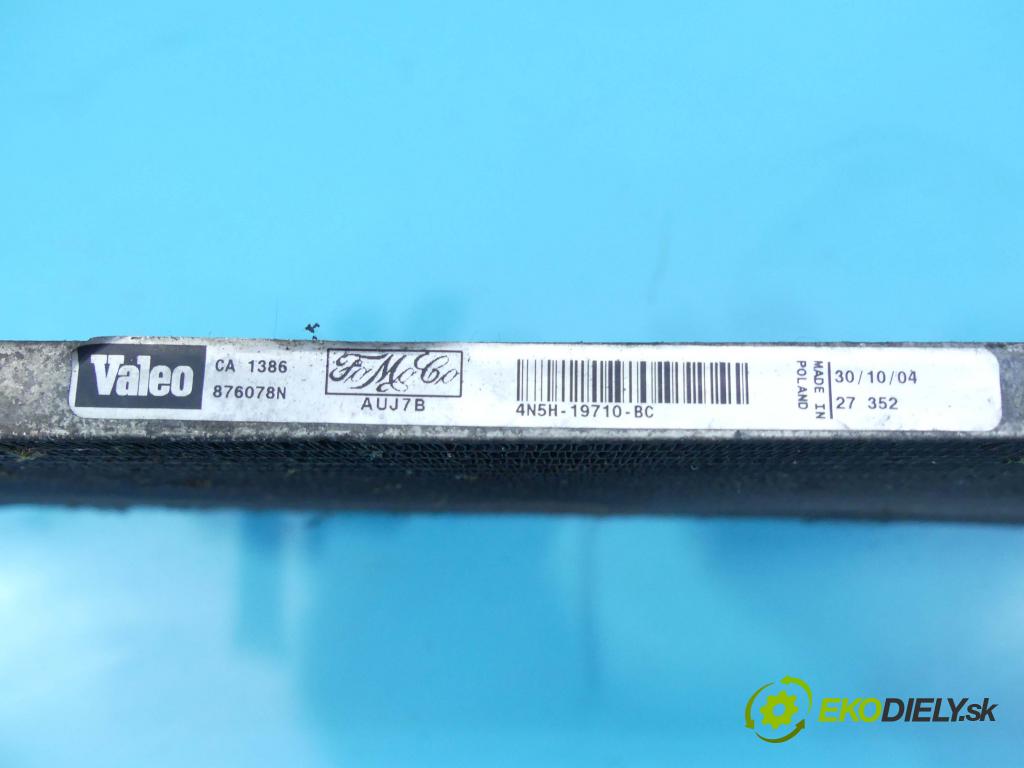 Valeo
CA 1386
876078N
FoMoCo
AUJ7B
4N5H-19710-BC
MADE IN
POLAND
30/10/04
27 352
EKODIELY.sk